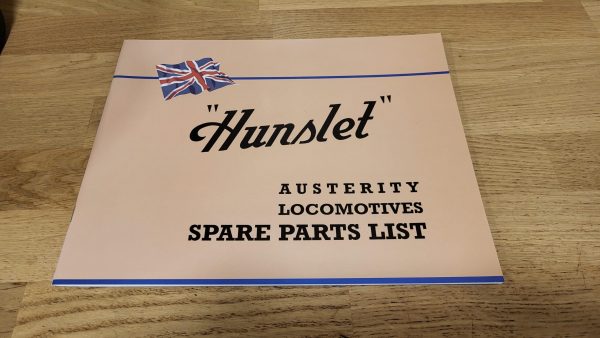 "Hunslet"
AUSTERITY
LOCOMOTIVES
SPARE PARTS LIST